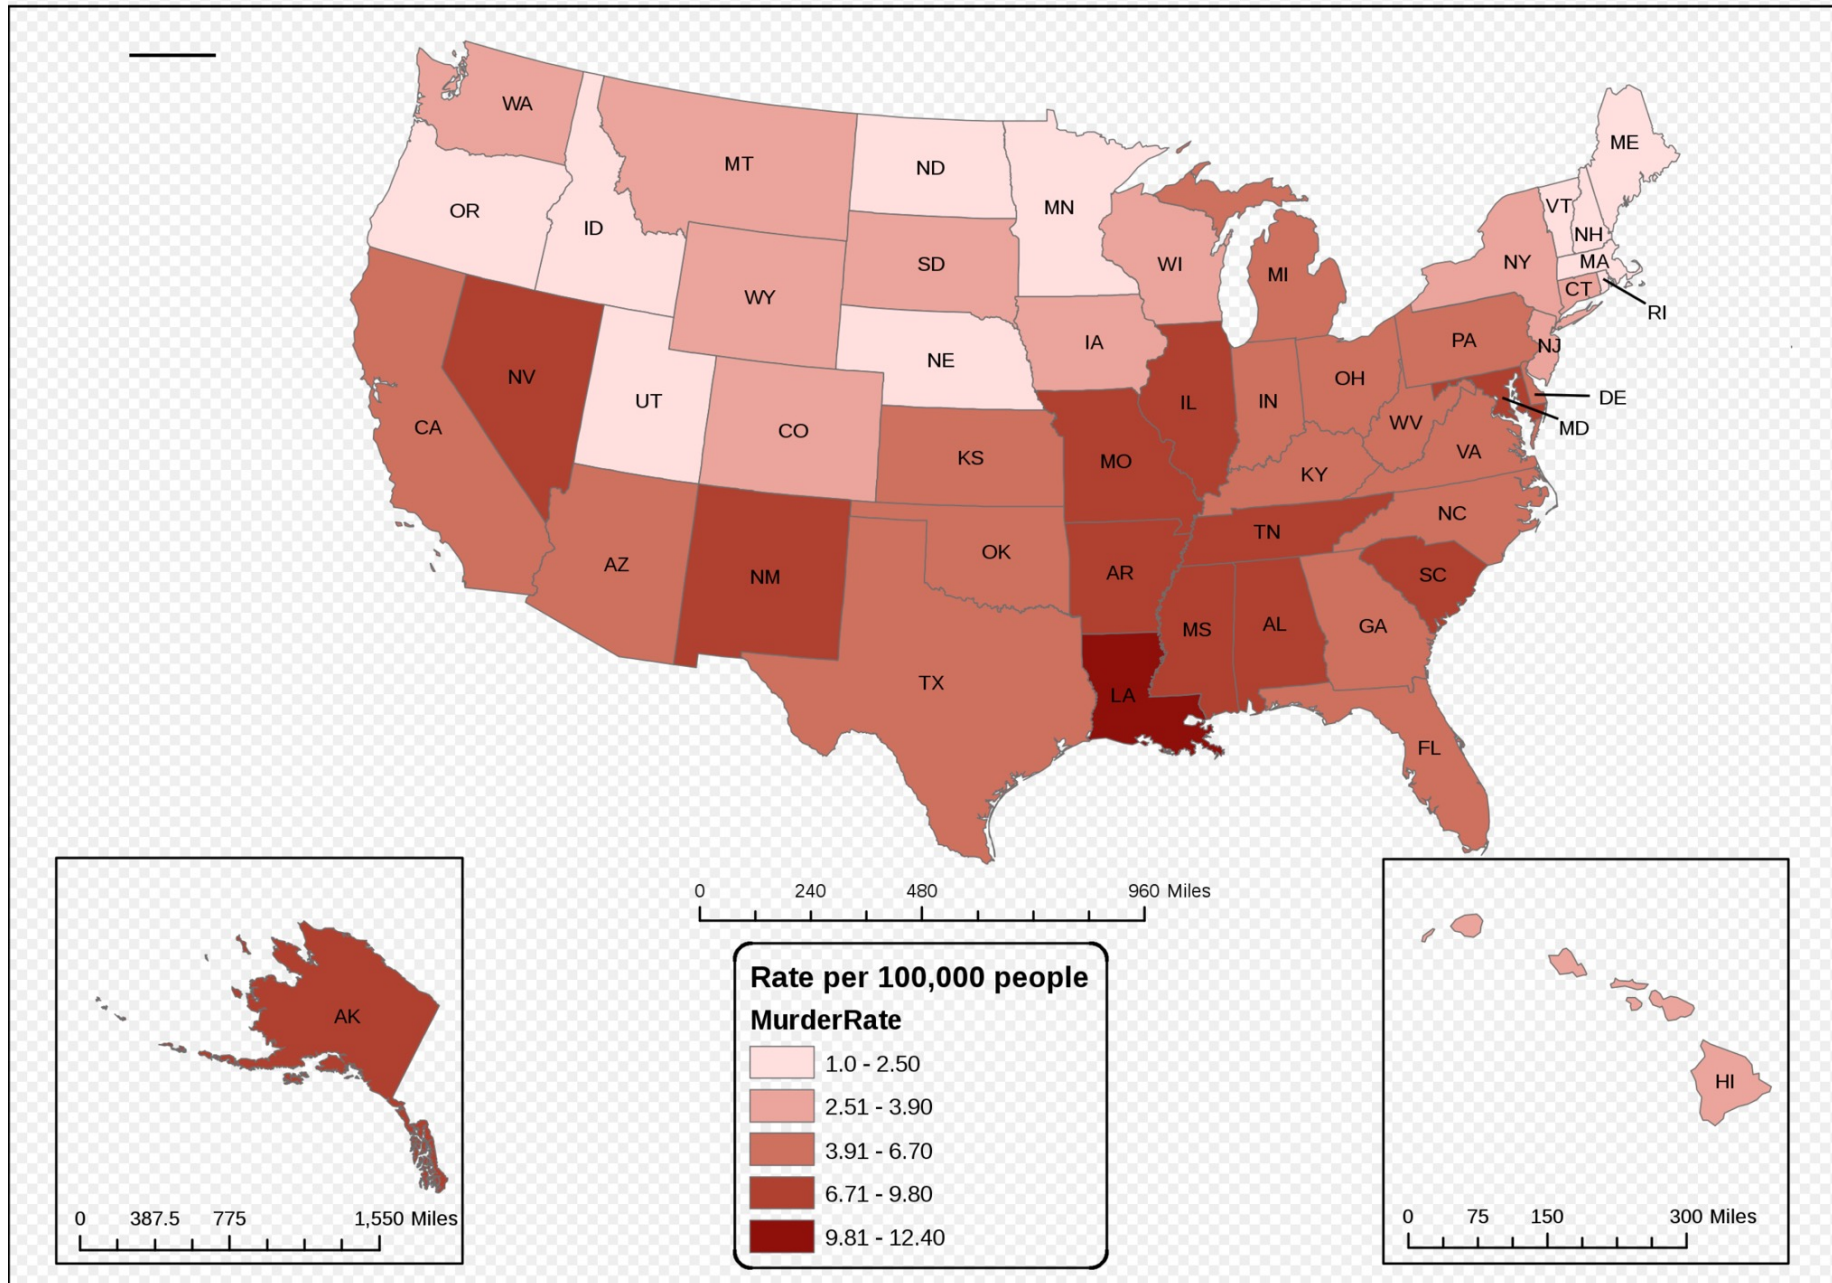 WA
MT
ND
MN
ME
OR
ID
SD
WI
MI
VT
NH
NY
MA
CT
RI
WY
IA
NE
PA
NJ
NV
UT
CO
IL
IN
OH
DE
MD
CA
KS
MO
WV
VA
KY
AZ
NM
OK
AR
TN
NC
SC
MS
AL
GA
TX
LA
FL
0 240 480 960 Miles
AK
0 387.5 775 1,550 Miles
Rate per 100,000 people
MurderRate
1.0 - 2.50
2.51 - 3.90
3.91 - 6.70
6.71 - 9.80
9.81 - 12.40
HI
0 75 150 300 Miles